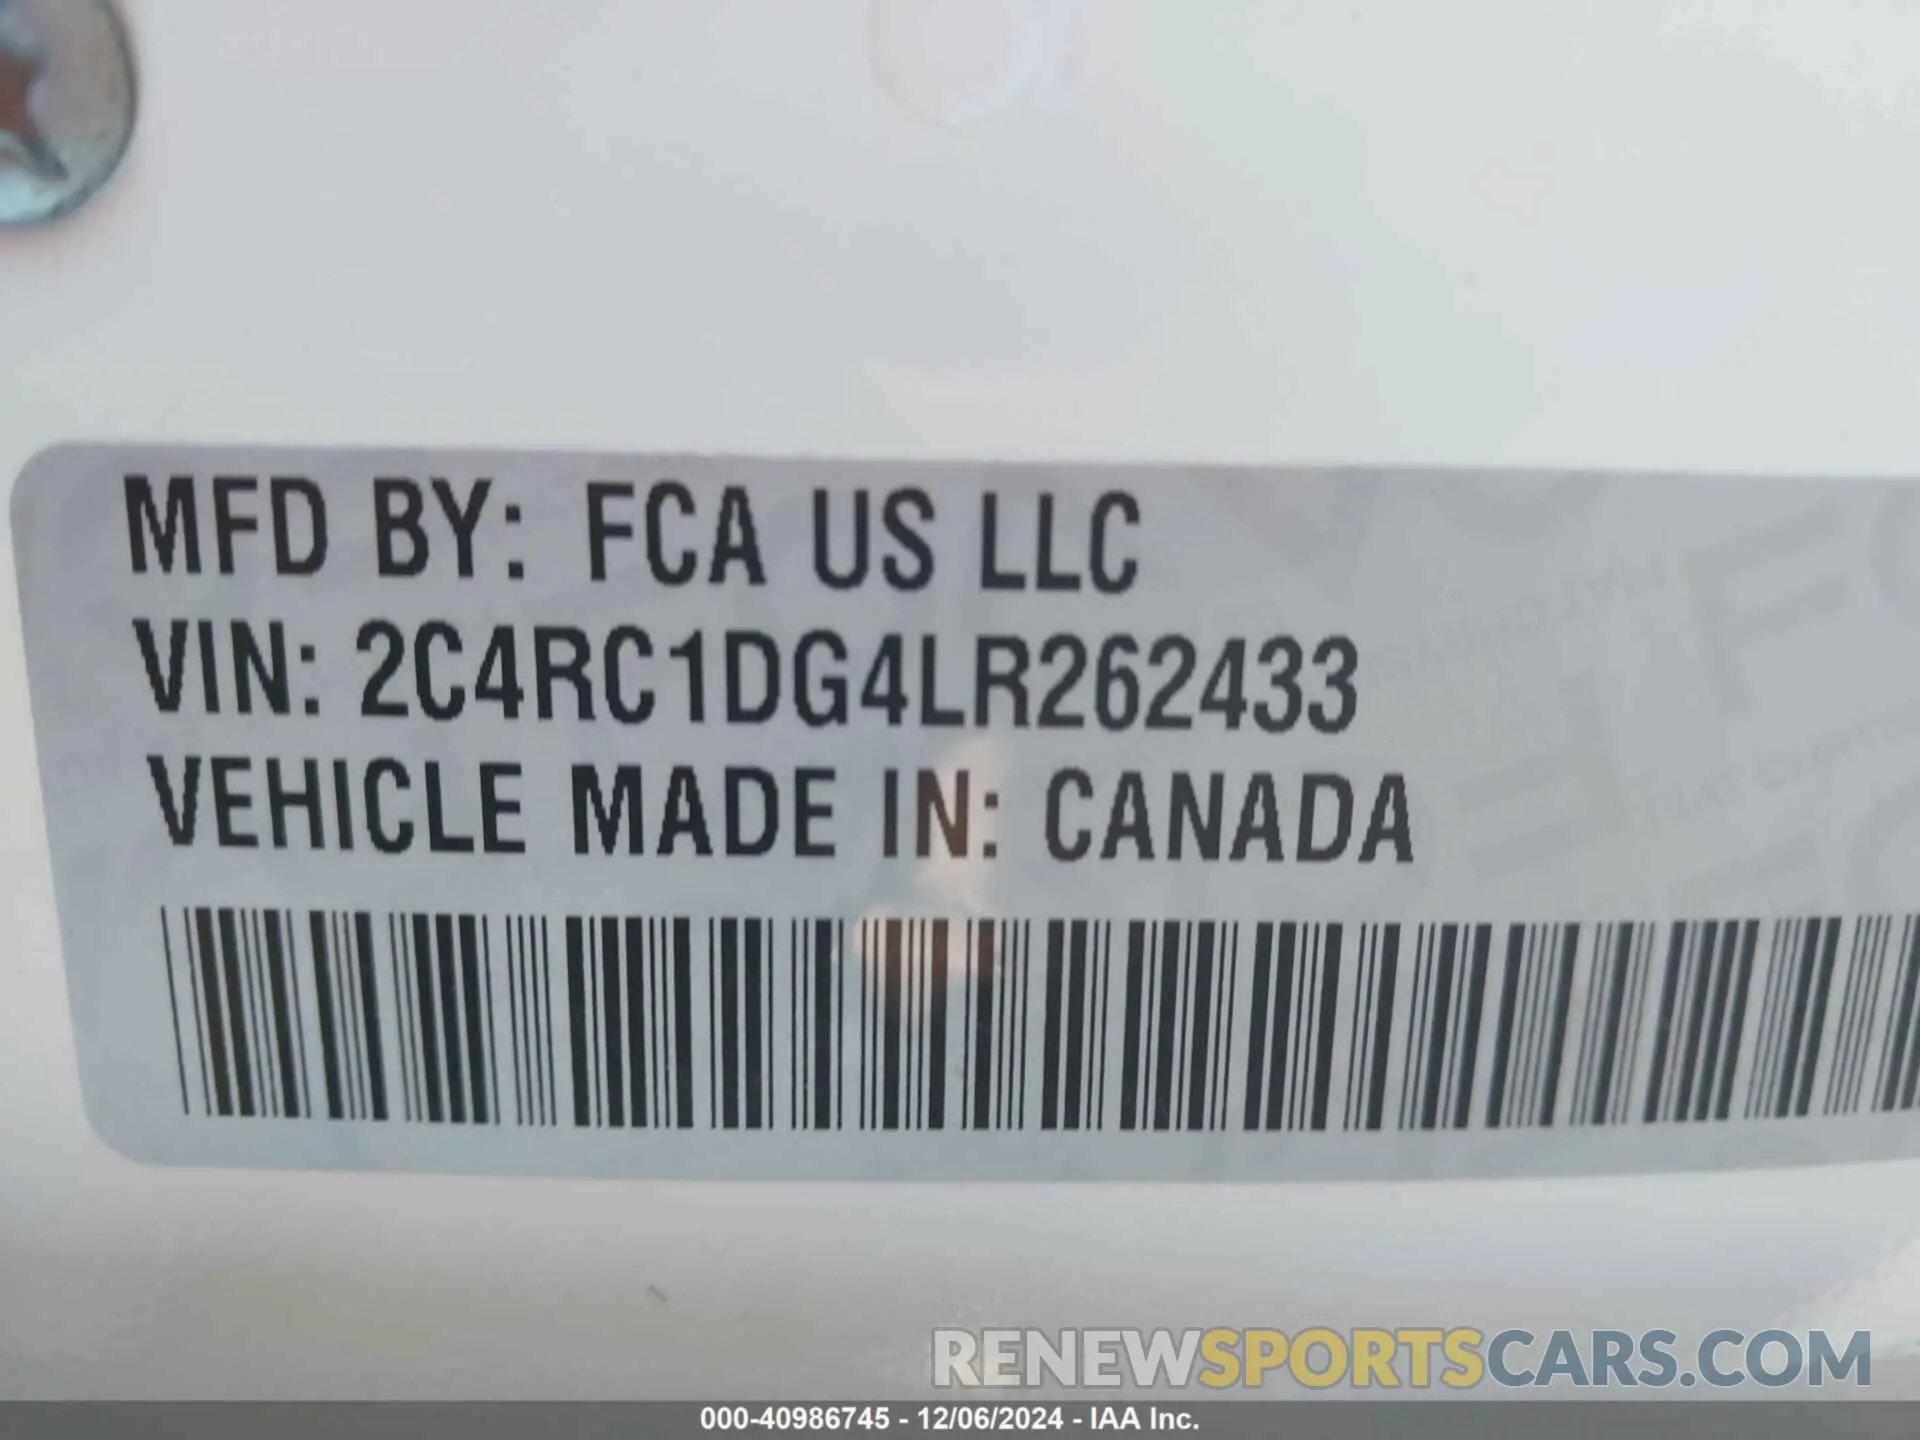 MFD BY: FCA US LLC
VIN: 2C4RC1DG4LR262433
VEHICLE MADE IN: CANADA
RENEWSPORTSCARS.COM
000-40986745 - 12/06/2024 - IAA Inc.